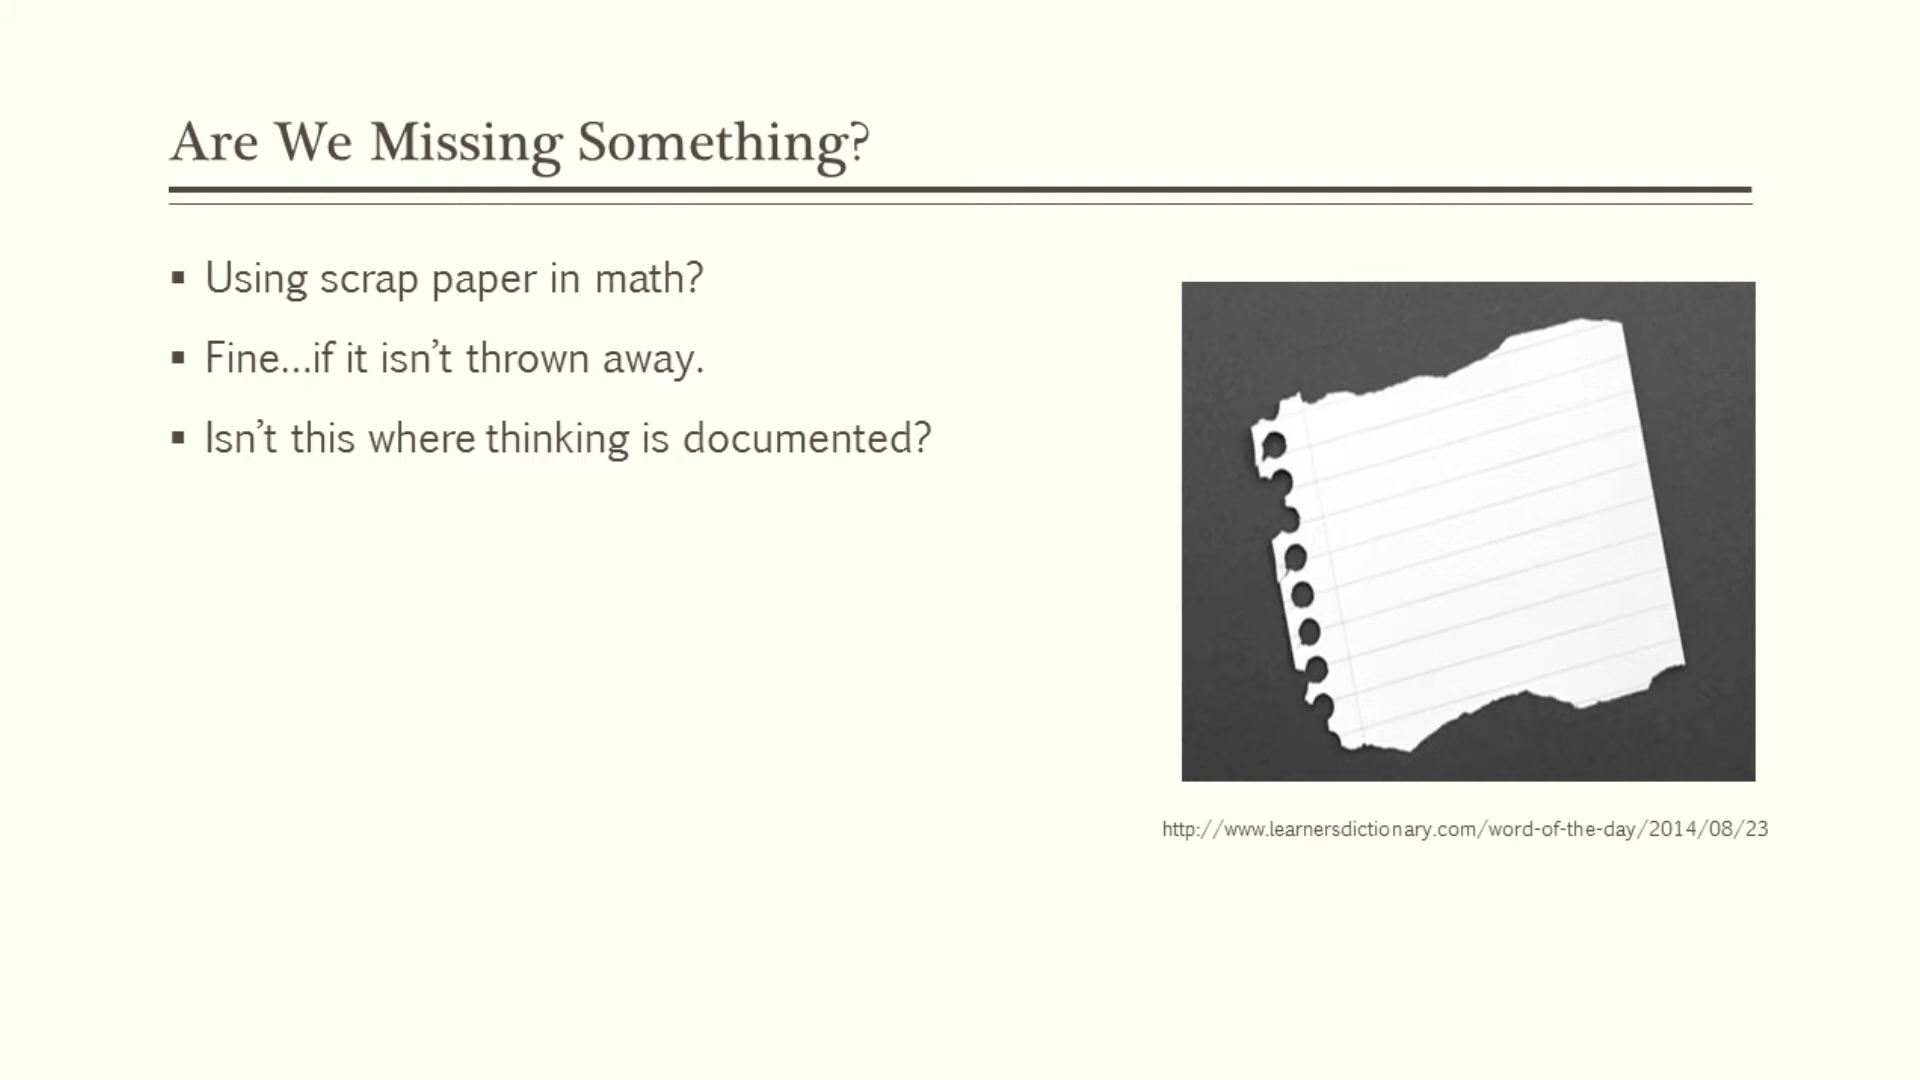 Are We Missing Something?
▪ Using scrap paper in math?
▪ Fine...if it isn’t thrown away.
▪ Isn’t this where thinking is documented?
http://www.learnersdictionary.com/word-of-the-day/2014/08/23